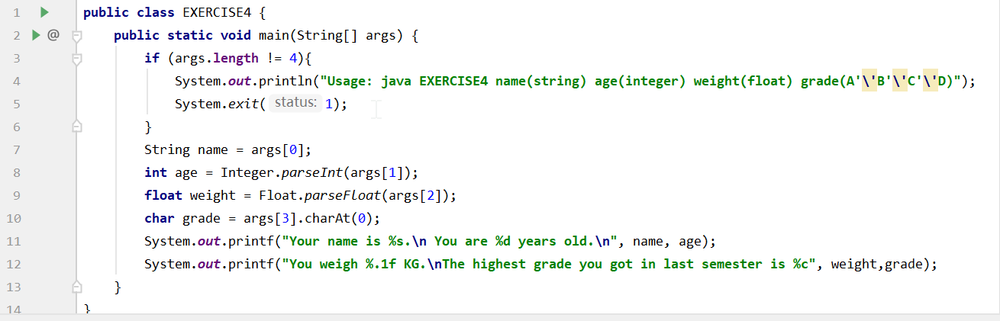 1 public class EXERCISE4 {
2 @ public static void main(String[] args) {
3 if (args.length != 4){
4 System.out.println("Usage: java EXERCISE4 name(string) age(integer) weight(float) grade(A'\'B'\'C'\'D)");
5 System.exit( status: 1);
6 }
7 String name = args[0];
8 int age = Integer.parseInt(args[1]);
9 float weight = Float.parseFloat(args[2]);
10 char grade = args[3].charAt(0);
11 System.out.printf("Your name is %s.\n You are %d years old.\n", name, age);
12 System.out.printf("You weigh %.1f KG.\nThe highest grade you got in last semester is %c", weight,grade);
13 }
14 }